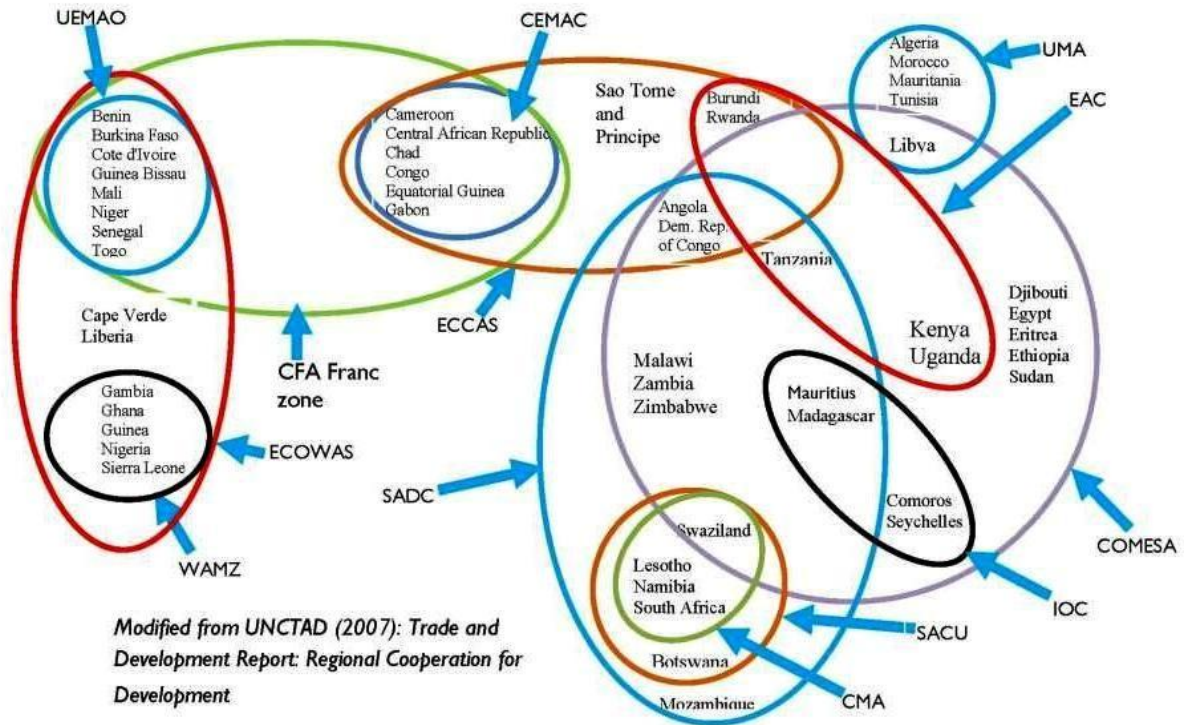 UEMAO
CEMAC
UMA
EAC
Algeria
Morocco
Mauritania
Tunisia
Libya
Sao Tome
and
Principe
Burundi
Rwanda
Benin
Burkina Faso
Cote d'Ivoire
Guinea Bissau
Mali
Niger
Senegal
Togo
Cameroon
Central African Republic
Chad
Congo
Equatorial Guinea
Gabon
Angola
Dem. Rep.
of Congo
Tanzania
Cape Verde
Liberia
ECCAS
CFA Franc
zone
Djibouti
Egypt
Eritrea
Ethiopia
Sudan
Kenya
Uganda
Malawi
Zambia
Zimbabwe
Mauritius
Madagascar
Gambia
Ghana
Guinea
Nigeria
Sierra Leone
ECOWAS
SADC
WAMZ
Comoros
Seychelles
COMESA
IOC
Swaziland
Lesotho
Namibia
South Africa
SACU
Botswana
CMA
Mozambique
Modified from UNCTAD (2007): Trade and
Development Report: Regional Cooperation for
Development